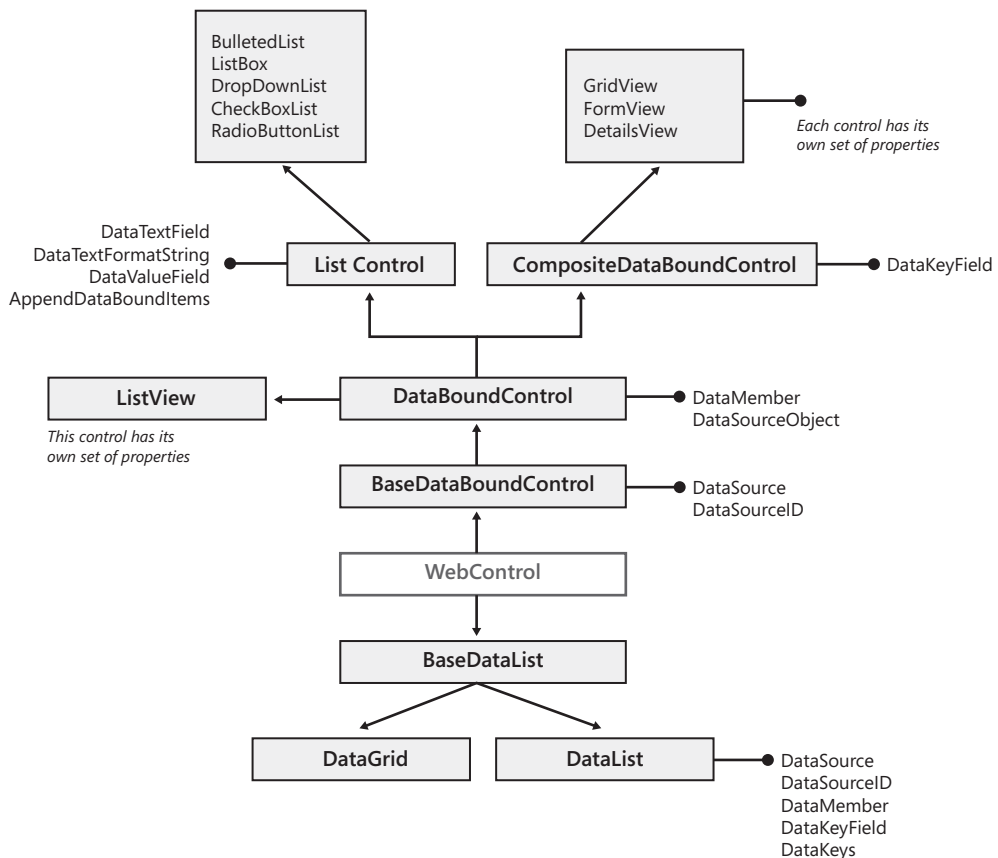 BulletedList
ListBox
DropDownList
CheckBoxList
RadioButtonList
GridView
FormView
DetailsView
Each control has its
own set of properties
DataTextField
DataTextFormatString
DataValueField
AppendDataBoundItems
List Control
CompositeDataBoundControl
DataKeyField
ListView
This control has its
own set of properties
DataBoundControl
DataMember
DataSourceObject
BaseDataBoundControl
DataSource
DataSourceID
WebControl
BaseDataList
DataGrid
DataList
DataSource
DataSourceID
DataMember
DataKeyField
DataKeys